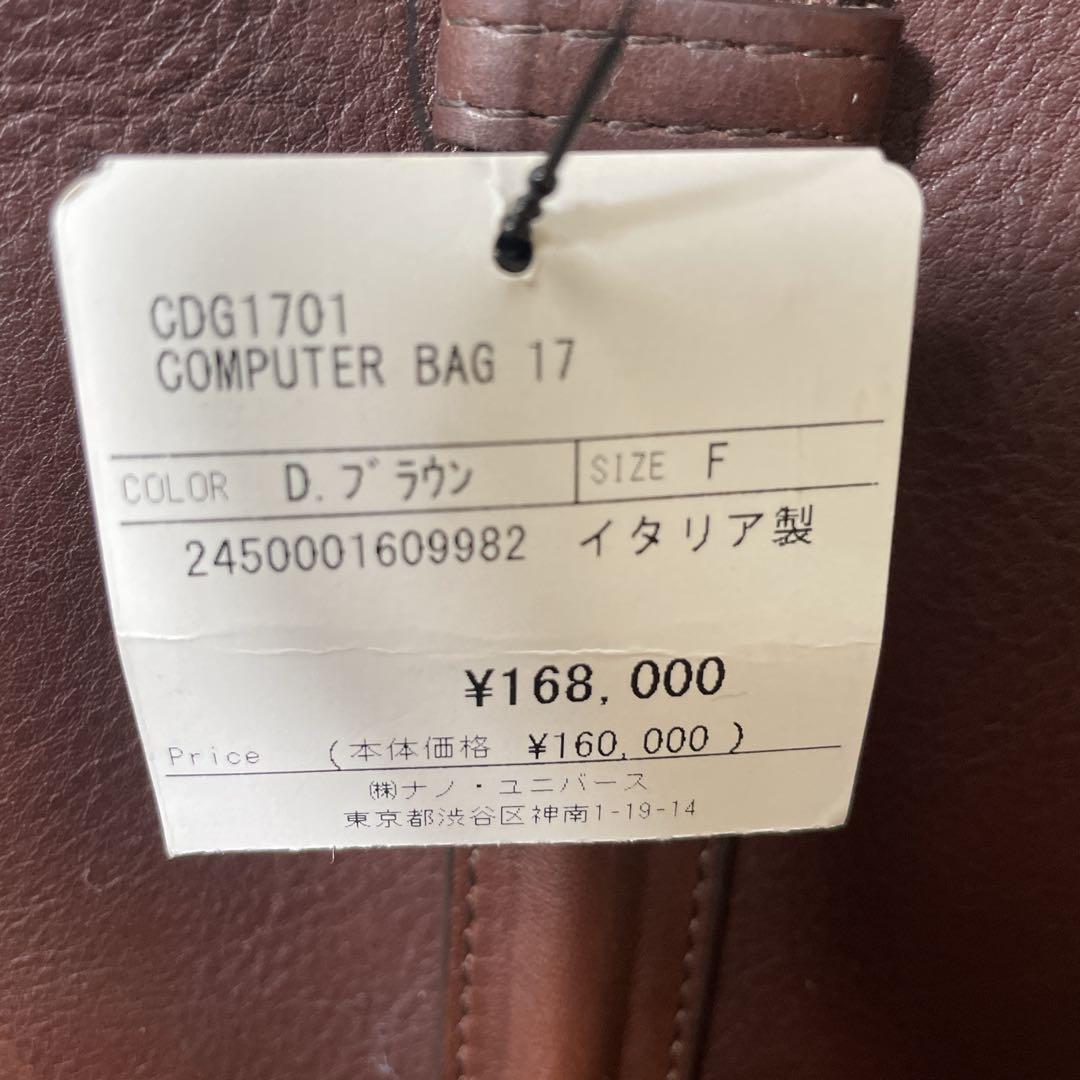 CDG1701
COMPUTER BAG 17
COLOR D.ブラウン SIZE F
2450001609982 イタリア製
¥168,000
Price (本体価格 ¥160,000)
㈱ナノ・ユニバース
東京都渋谷区神南1-19-14